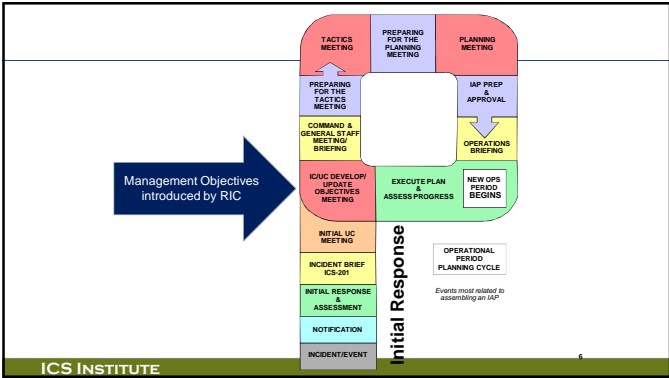 TACTICS
MEETING
PREPARING
FOR THE
PLANNING
MEETING
PLANNING
MEETING
PREPARING
FOR THE
TACTICS
MEETING
IAP PREP
&
APPROVAL
COMMAND &
GENERAL STAFF
MEETING/
BRIEFING
OPERATIONS
BRIEFING
Management Objectives
introduced by RIC
IC/UC DEVELOP/
UPDATE
OBJECTIVES
MEETING
EXECUTE PLAN
&
ASSESS PROGRESS
NEW OPS
PERIOD
BEGINS
INITIAL UC
MEETING
INCIDENT BRIEF
ICS-201
INITIAL RESPONSE
&
ASSESSMENT
NOTIFICATION
INCIDENT/EVENT
Initial Response
OPERATIONAL
PERIOD
PLANNING CYCLE
Events most related to
assembling an IAP
6
ICS INSTITUTE